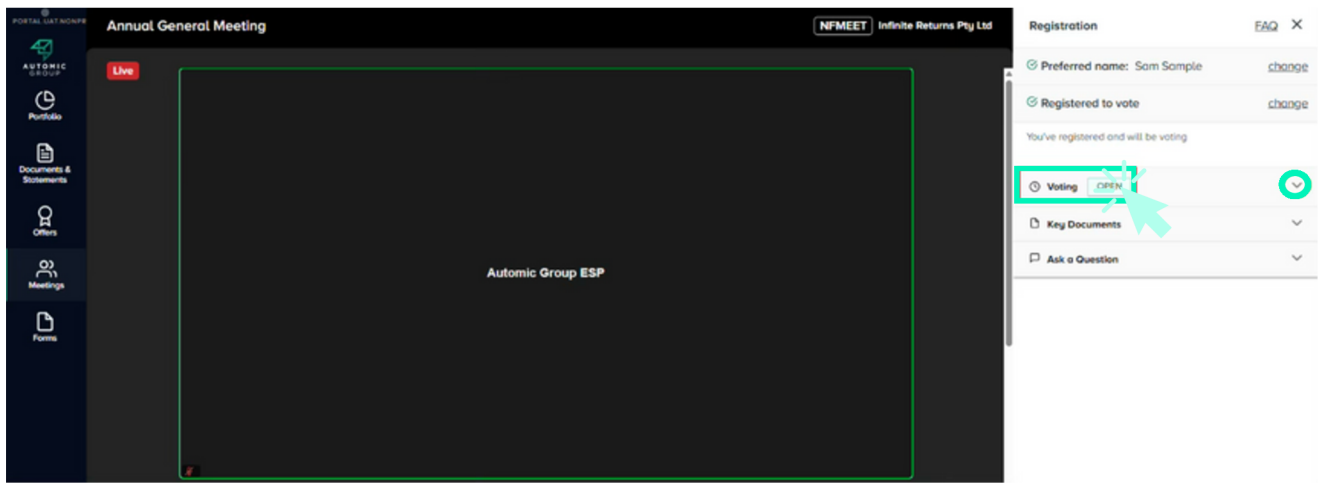 PORTAL.UAT.NONPR
AUTOMIC
GROUP
Portfolio
Documents &
Statements
Offers
Meetings
Forms
Annual General Meeting
NFMEET Infinite Returns Pty Ltd
Live
Automic Group ESP
Registration FAQ
Preferred name: Sam Sample change
Registered to vote change
You've registered and will be voting
Voting OPEN
Key Documents
Ask a Question